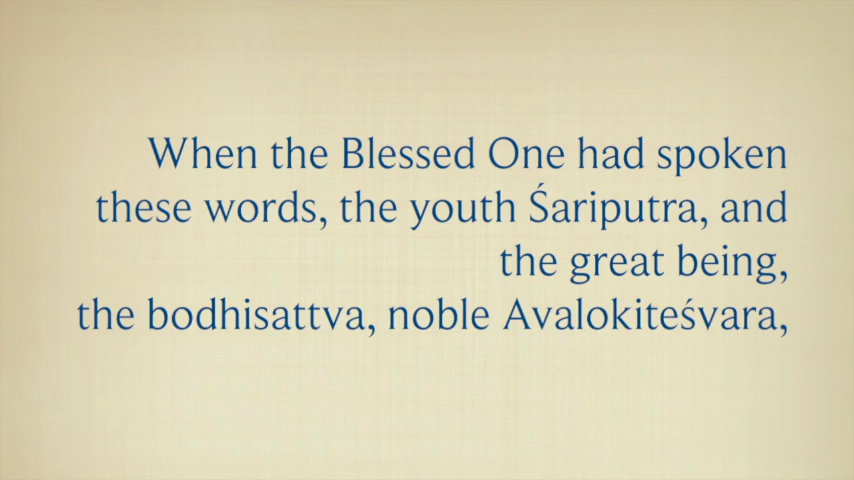 When the Blessed One had spoken
these words, the youth Śariputra, and
the great being,
the bodhisattva, noble Avalokiteśvara,